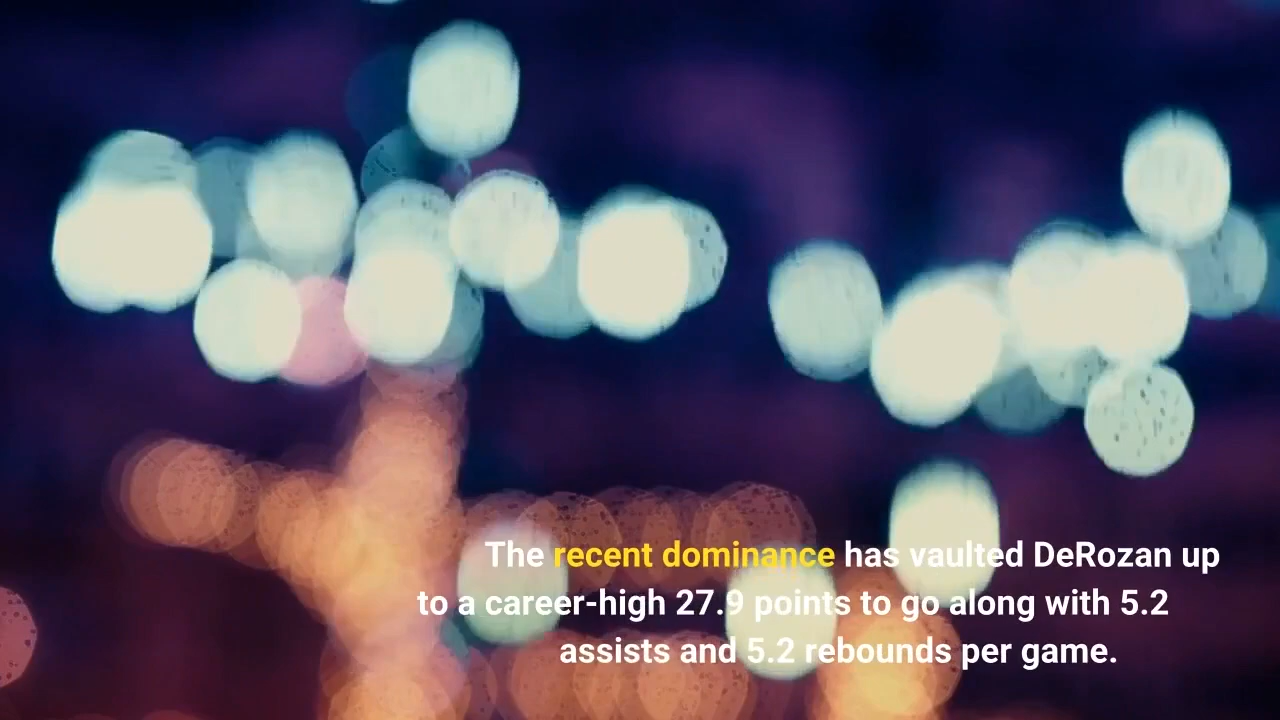 The recent dominance has vaulted DeRozan up
to a career-high 27.9 points to go along with 5.2
assists and 5.2 rebounds per game.